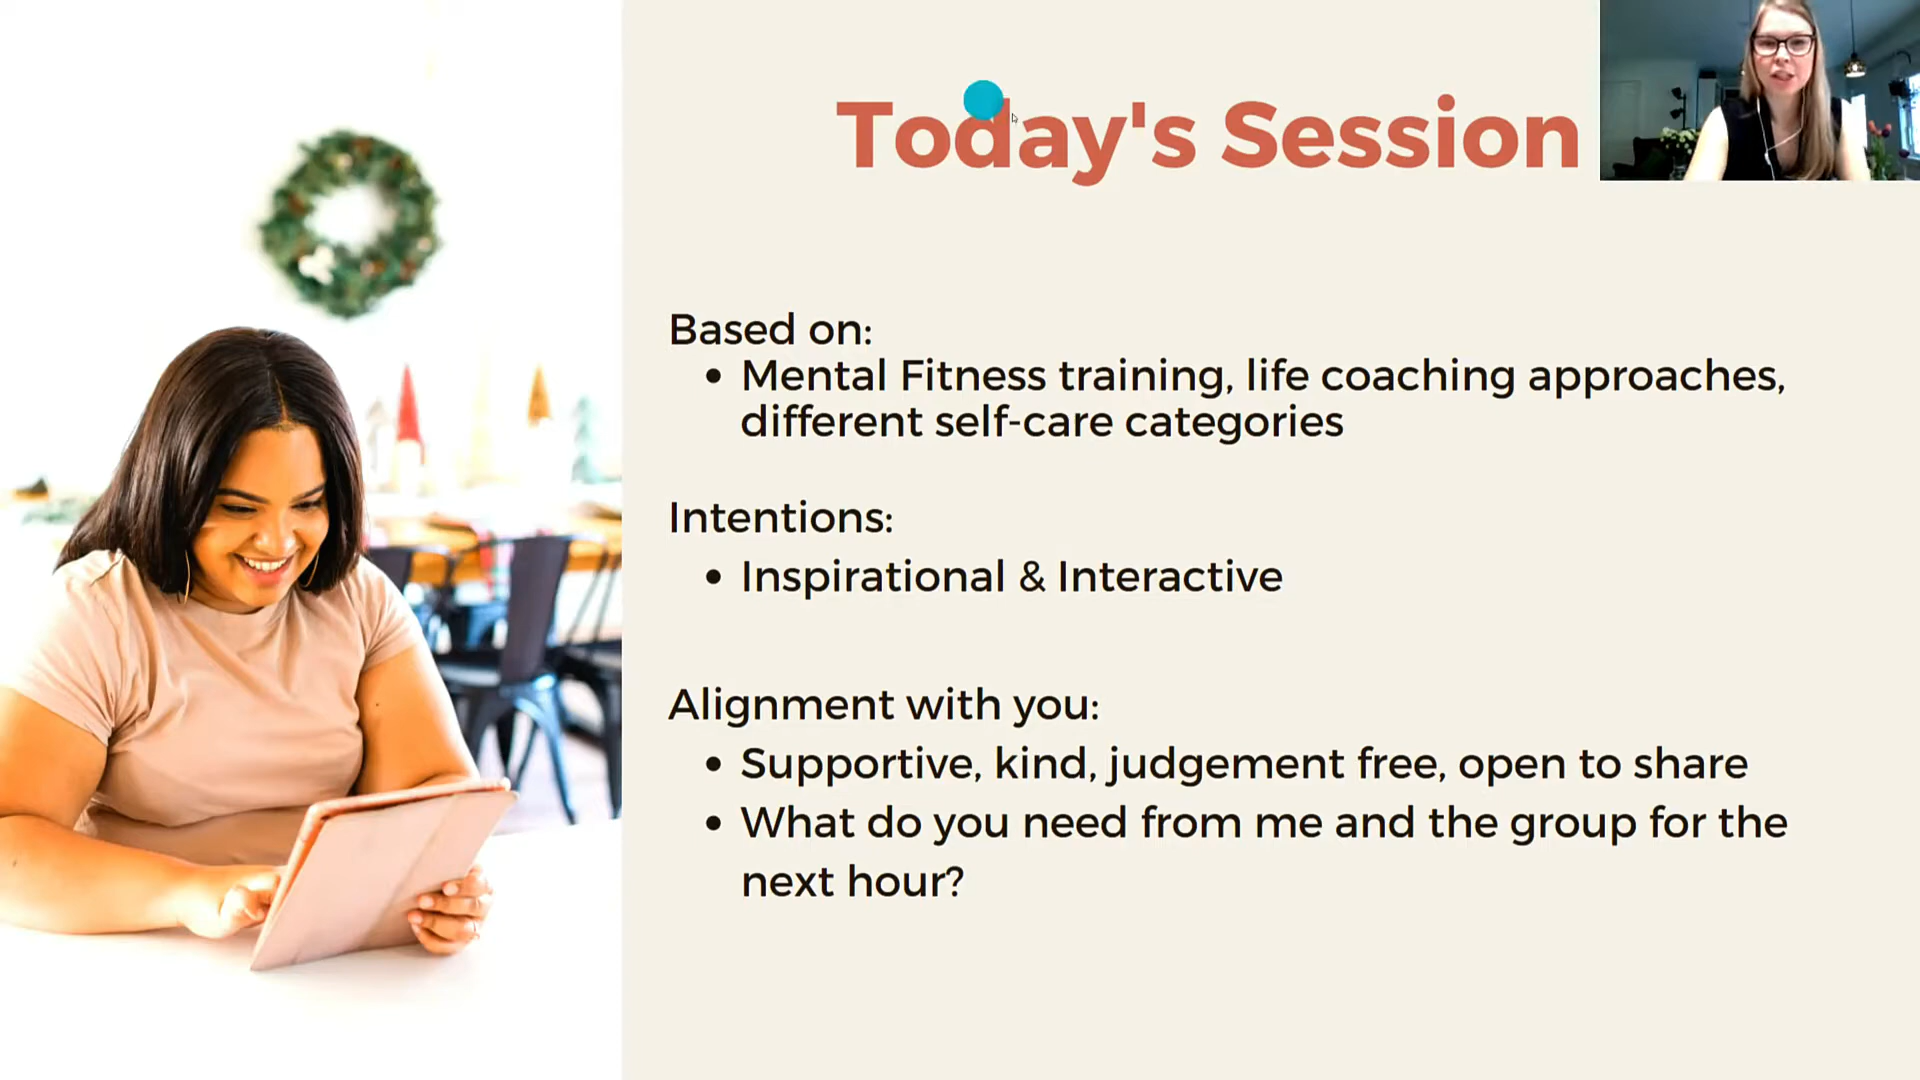 Today's Session
Based on:
• Mental Fitness training, life coaching approaches,
different self-care categories
Intentions:
• Inspirational & Interactive
Alignment with you:
• Supportive, kind, judgement free, open to share
• What do you need from me and the group for the
next hour?